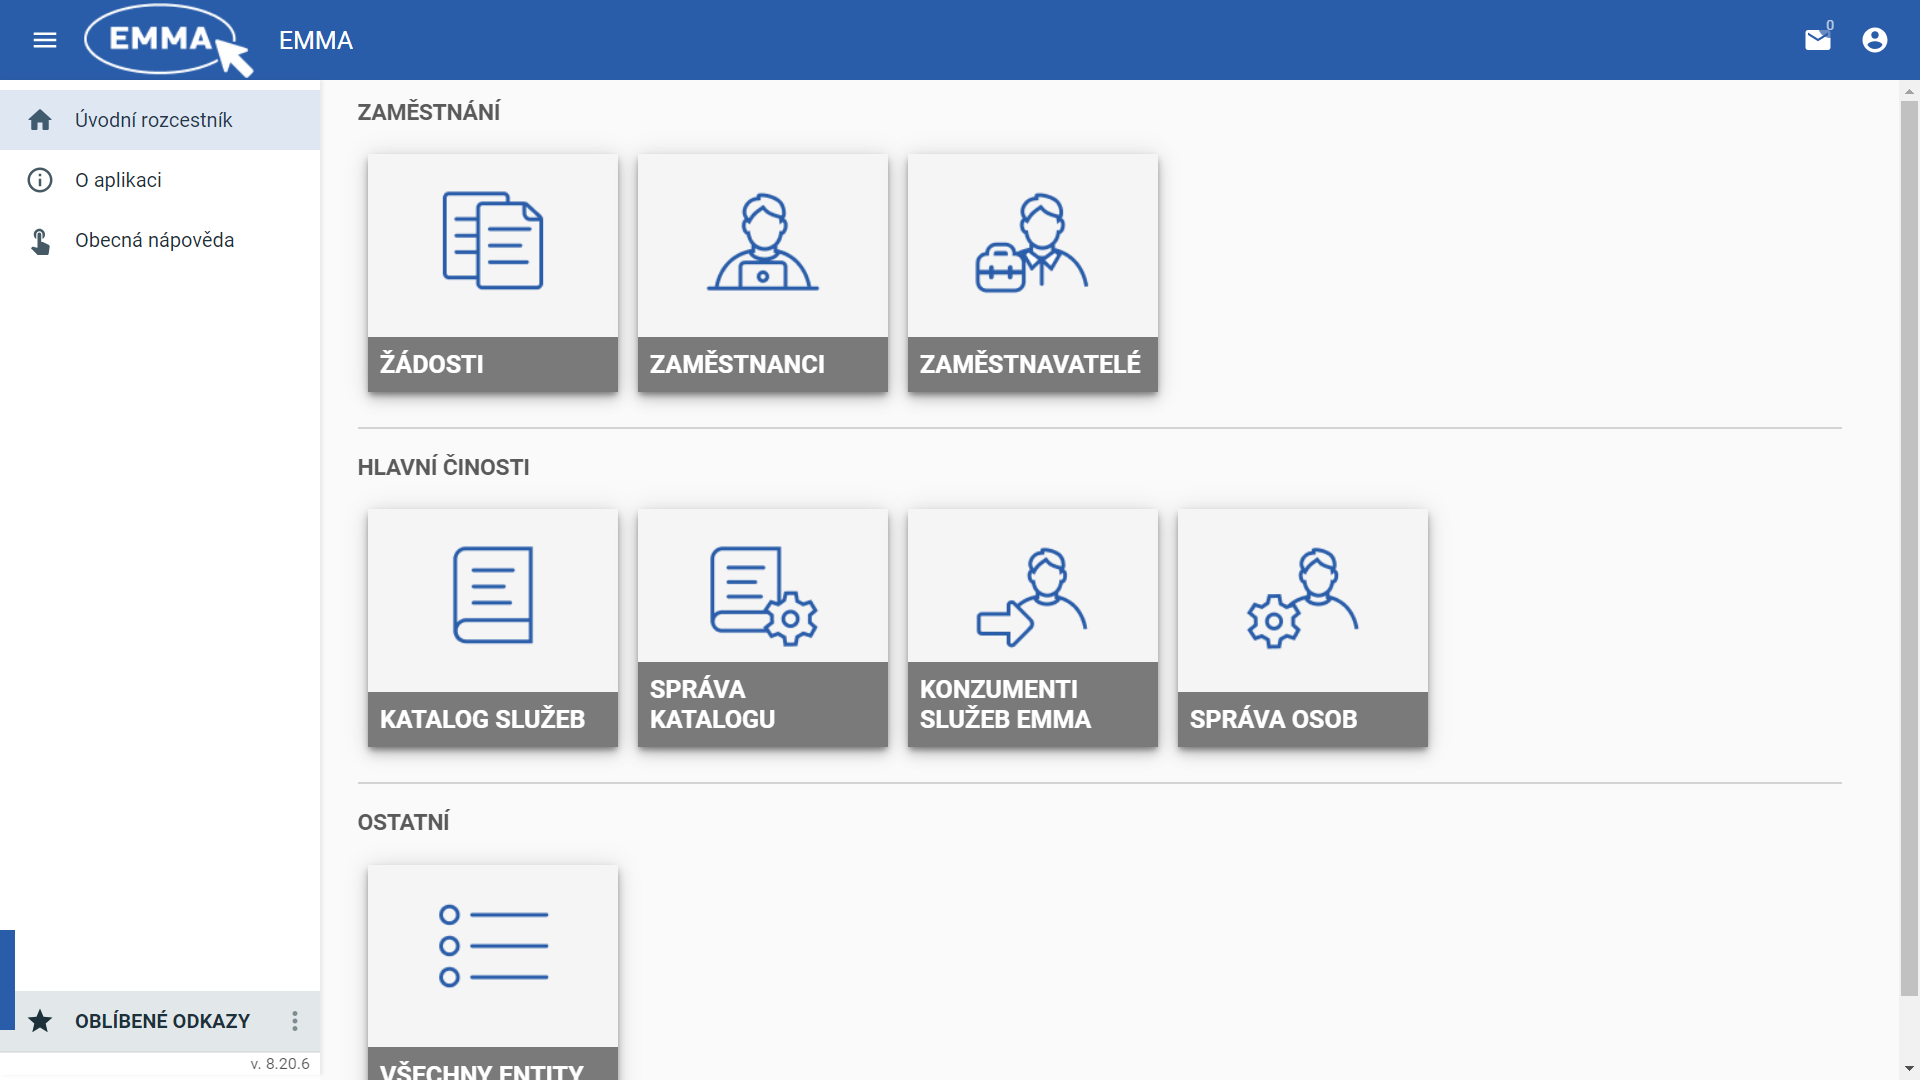 EMMA
EMMA
0
Úvodní rozcestník
O aplikaci
Obecná nápověda
OBLÍBENÉ ODKAZY
v. 8.20.6
ZAMĚSTNÁNÍ
ŽÁDOSTI
ZAMĚSTNANCI
ZAMĚSTNAVATELÉ
HLAVNÍ ČINOSTI
KATALOG SLUŽEB
SPRÁVA
KATALOGU
KONZUMENTI
SLUŽEB EMMA
SPRÁVA OSOB
OSTATNÍ
VŠECHNY ENTITY